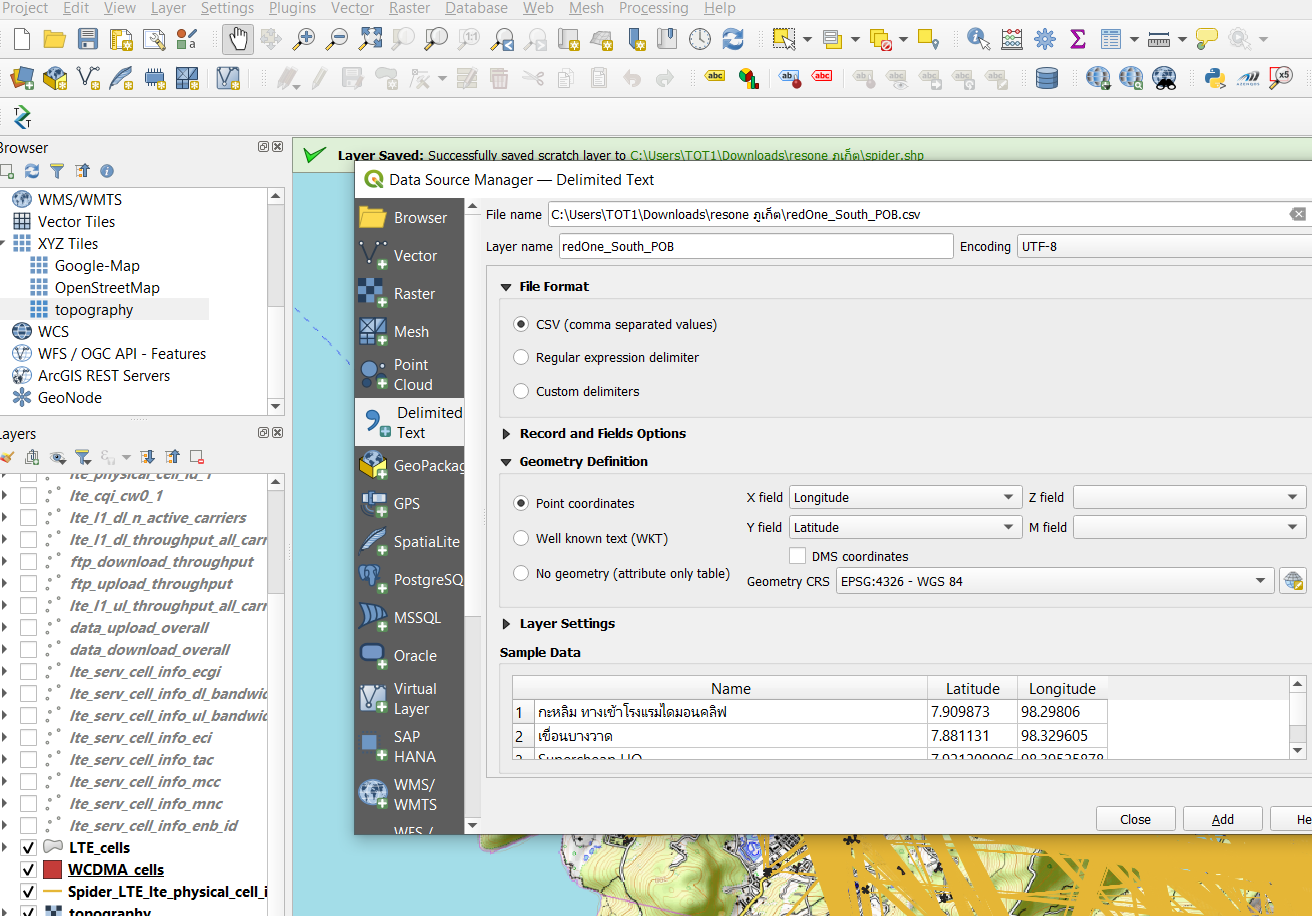 Project Edit View Layer Settings Plugins Vector Raster Database Web Mesh Processing Help
abc abc abc
Browser
WMS/WMTS
Vector Tiles
XYZ Tiles
Google-Map
OpenStreetMap
topography
WCS
WFS / OGC API - Features
ArcGIS REST Servers
GeoNode
Layers
lte_physical_cell_id_1
lte_cqi_cw0_1
lte_l1_dl_n_active_carriers
lte_l1_dl_throughput_all_carr
ftp_download_throughput
ftp_upload_throughput
lte_l1_ul_throughput_all_carr
data_upload_overall
data_download_overall
lte_serv_cell_info_ecgi
lte_serv_cell_info_dl_bandwid
lte_serv_cell_info_ul_bandwid
lte_serv_cell_info_eci
lte_serv_cell_info_tac
lte_serv_cell_info_mcc
lte_serv_cell_info_mnc
lte_serv_cell_info_enb_id
LTE_cells
WCDMA_cells
Spider_LTE_lte_physical_cell_i
topography
Layer Saved: Successfully saved scratch layer to C:\Users\TOT1\Downloads\resone ภูเก็ต\spider.shp
Data Source Manager — Delimited Text
Browser
Vector
Raster
Mesh
Point
Cloud
Delimited
Text
GeoPackag
GPS
SpatiaLite
PostgreSQ
MSSQL
Oracle
Virtual
Layer
SAP
HANA
WMS/
WMTS
WFS /
File name C:\Users\TOT1\Downloads\resone ภูเก็ต\redOne_South_POB.csv
Layer name redOne_South_POB Encoding UTF-8
File Format
CSV (comma separated values)
Regular expression delimiter
Custom delimiters
Record and Fields Options
Geometry Definition
Point coordinates X field Longitude Z field
Y field Latitude M field
Well known text (WKT)
DMS coordinates
No geometry (attribute only table) Geometry CRS EPSG:4326 - WGS 84
Layer Settings
Sample Data
Name Latitude Longitude
1 กะหลิม ทางเข้าโรงแรมไดมอนคลิฟ 7.909873 98.29806
2 เขื่อนบางวาด 7.881131 98.329605
Close Add He